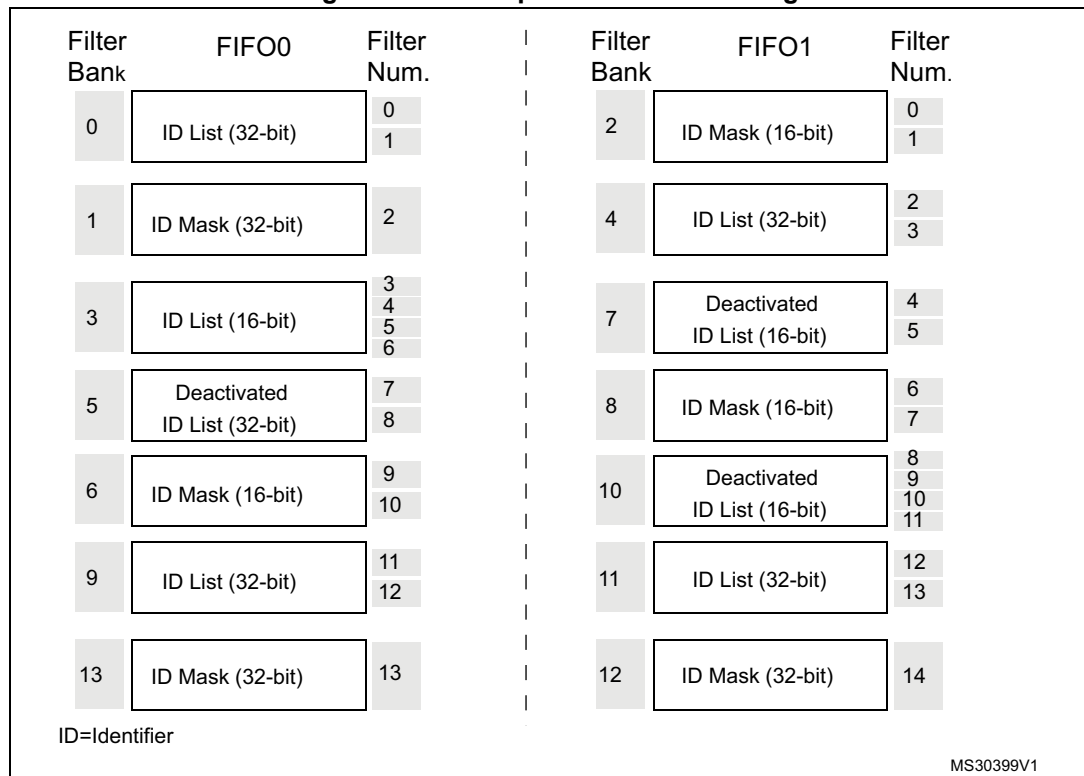 Filter Bank FIFO0 Filter Num.
0 ID List (32-bit) 0 1
1 ID Mask (32-bit) 2
3 ID List (16-bit) 3 4 5 6
5 Deactivated ID List (32-bit) 7 8
6 ID Mask (16-bit) 9 10
9 ID List (32-bit) 11 12
13 ID Mask (32-bit) 13
Filter Bank FIFO1 Filter Num.
2 ID Mask (16-bit) 0 1
4 ID List (32-bit) 2 3
7 Deactivated ID List (16-bit) 4 5
8 ID Mask (16-bit) 6 7
10 Deactivated ID List (16-bit) 8 9 10 11
11 ID List (32-bit) 12 13
12 ID Mask (32-bit) 14
ID=Identifier
MS30399V1